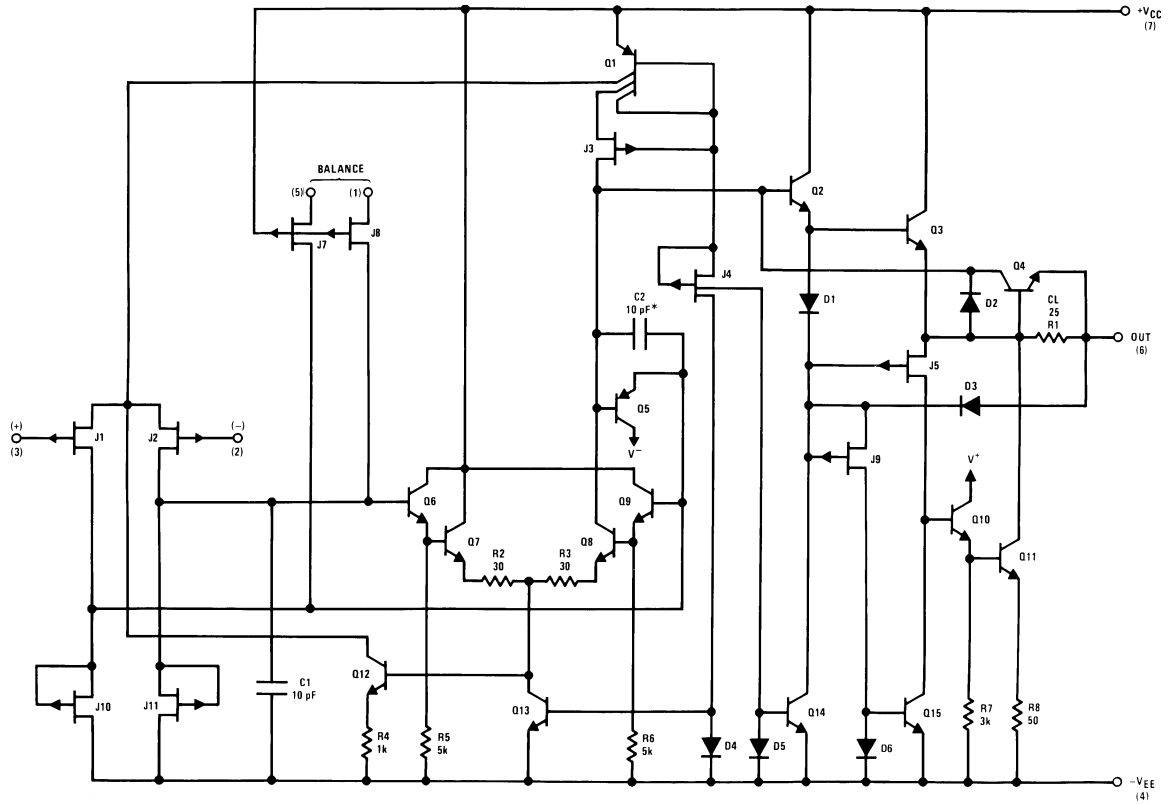 +VCC
(7)
Q1
J3
BALANCE
(5)
(1)
J7
J8
Q2
Q3
J4
Q4
C2
10 pF*
D1
D2
CL
25
R1
OUT
(6)
J5
D3
Q5
V−
(+)
(3)
J1
J2
(−)
(2)
J9
V+
Q6
Q9
Q7
Q8
Q10
Q11
R2
30
R3
30
Q12
C1
10 pF
J10
J11
Q13
Q14
Q15
R4
1k
R5
5k
R6
5k
D4
D5
D6
R7
3k
R8
50
−VEE
(4)